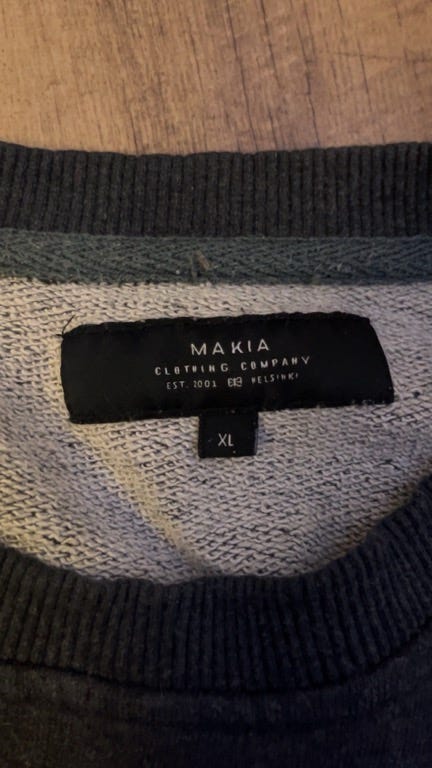 MAKIA
CLOTHING COMPANY
EST. 2001 HELSINKI
XL